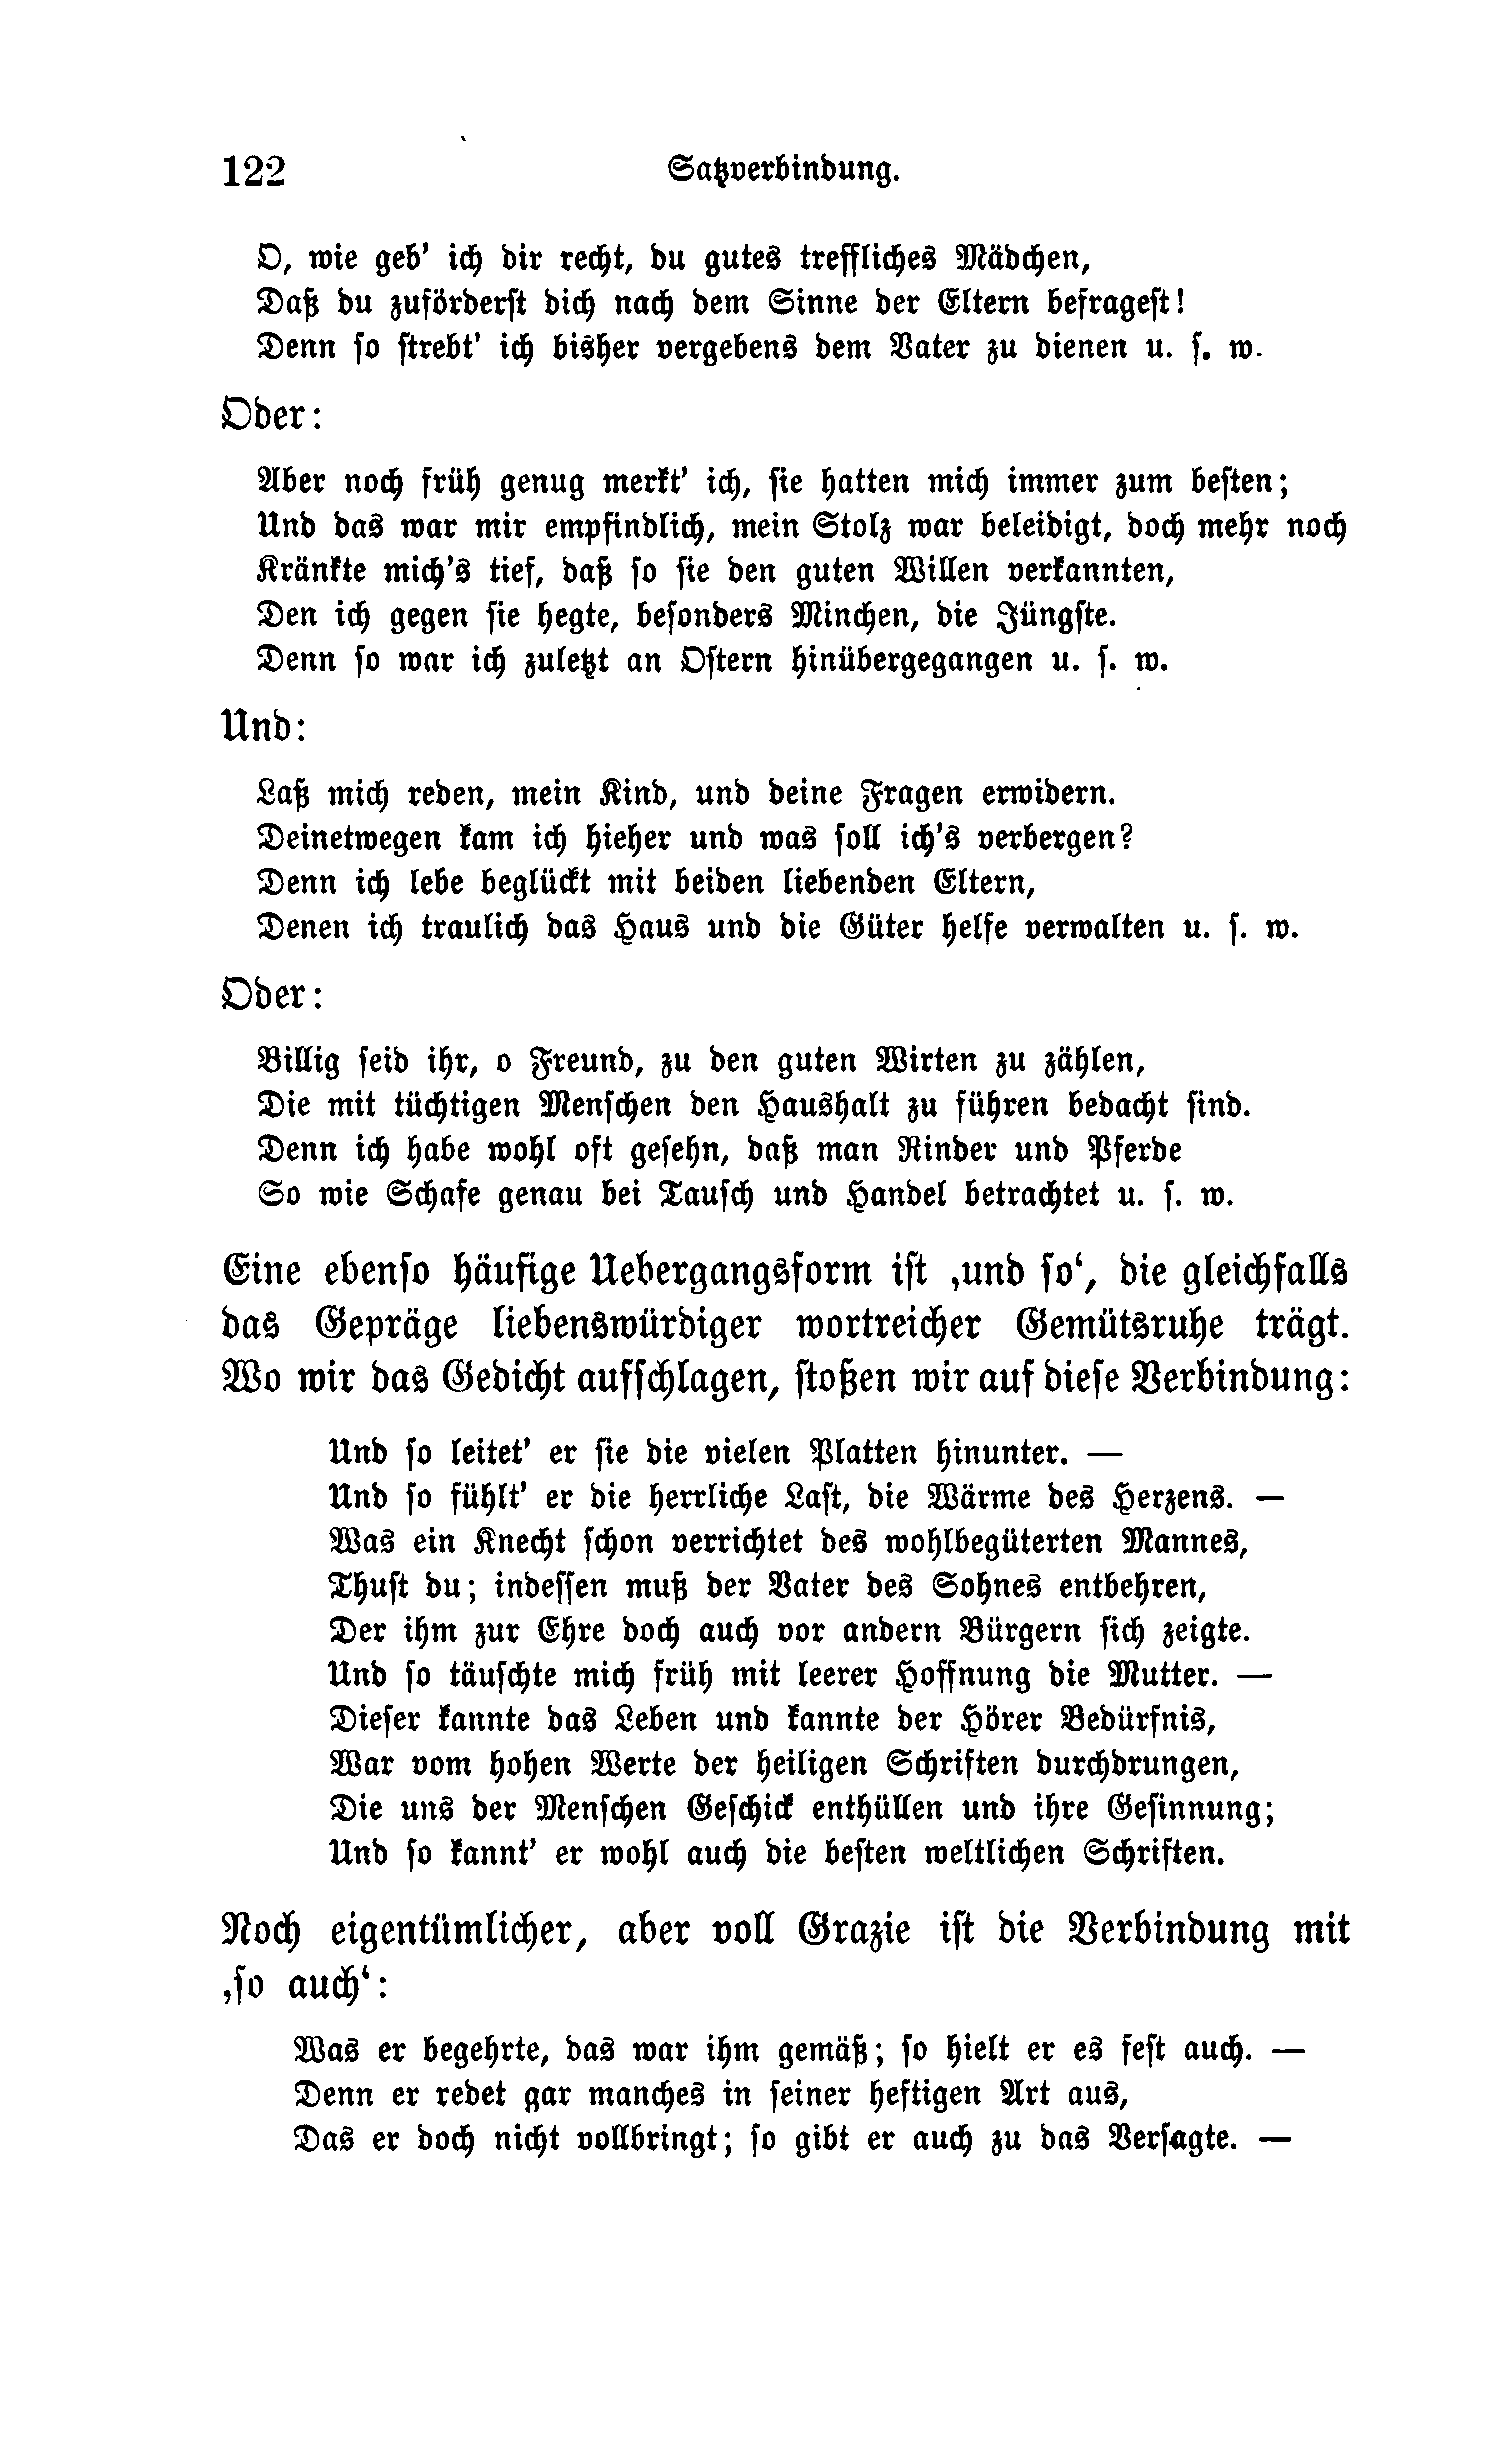 122 Satzverbindung.
O, wie geb' ich dir recht, du gutes treffliches Mädchen,
Daß du zuförderſt dich nach dem Sinne der Eltern befrageſt!
Denn ſo ſtrebt' ich bisher vergebens dem Vater zu dienen u. ſ. w.
Oder:
Aber noch früh genug merkt' ich, ſie hatten mich immer zum beſten;
Und das war mir empfindlich, mein Stolz war beleidigt, doch mehr noch
Kränkte mich's tief, daß ſo ſie den guten Willen verkannten,
Den ich gegen ſie hegte, beſonders Minchen, die Jüngſte.
Denn ſo war ich zuletzt an Oſtern hinübergegangen u. ſ. w.
Und:
Laß mich reden, mein Kind, und deine Fragen erwidern.
Deinetwegen kam ich hieher und was ſoll ich's verbergen?
Denn ich lebe beglückt mit beiden liebenden Eltern,
Denen ich traulich das Haus und die Güter helfe verwalten u. ſ. w.
Oder:
Billig ſeid ihr, o Freund, zu den guten Wirten zu zählen,
Die mit tüchtigen Menſchen den Haushalt zu führen bedacht ſind.
Denn ich habe wohl oft geſehn, daß man Rinder und Pferde
So wie Schafe genau bei Tauſch und Handel betrachtet u. ſ. w.
Eine ebenſo häufige Uebergangsform iſt ‚und ſo‘, die gleichfalls
das Gepräge liebenswürdiger wortreicher Gemütsruhe trägt.
Wo wir das Gedicht aufſchlagen, ſtoßen wir auf dieſe Verbindung:
Und ſo leitet' er ſie die vielen Platten hinunter. —
Und ſo fühlt' er die herrliche Laſt, die Wärme des Herzens. —
Was ein Knecht ſchon verrichtet des wohlbegüterten Mannes,
Thuſt du; indeſſen muß der Vater des Sohnes entbehren,
Der ihm zur Ehre doch auch vor andern Bürgern ſich zeigte.
Und ſo täuſchte mich früh mit leerer Hoffnung die Mutter. —
Dieſer kannte das Leben und kannte der Hörer Bedürfnis,
War vom hohen Werte der heiligen Schriften durchdrungen,
Die uns der Menſchen Geſchick enthüllen und ihre Geſinnung;
Und ſo kannt' er wohl auch die beſten weltlichen Schriften.
Noch eigentümlicher, aber voll Grazie iſt die Verbindung mit
‚ſo auch‘:
Was er begehrte, das war ihm gemäß; ſo hielt er es feſt auch. —
Denn er redet gar manches in ſeiner heftigen Art aus,
Das er doch nicht vollbringt; ſo gibt er auch zu das Verſagte. —